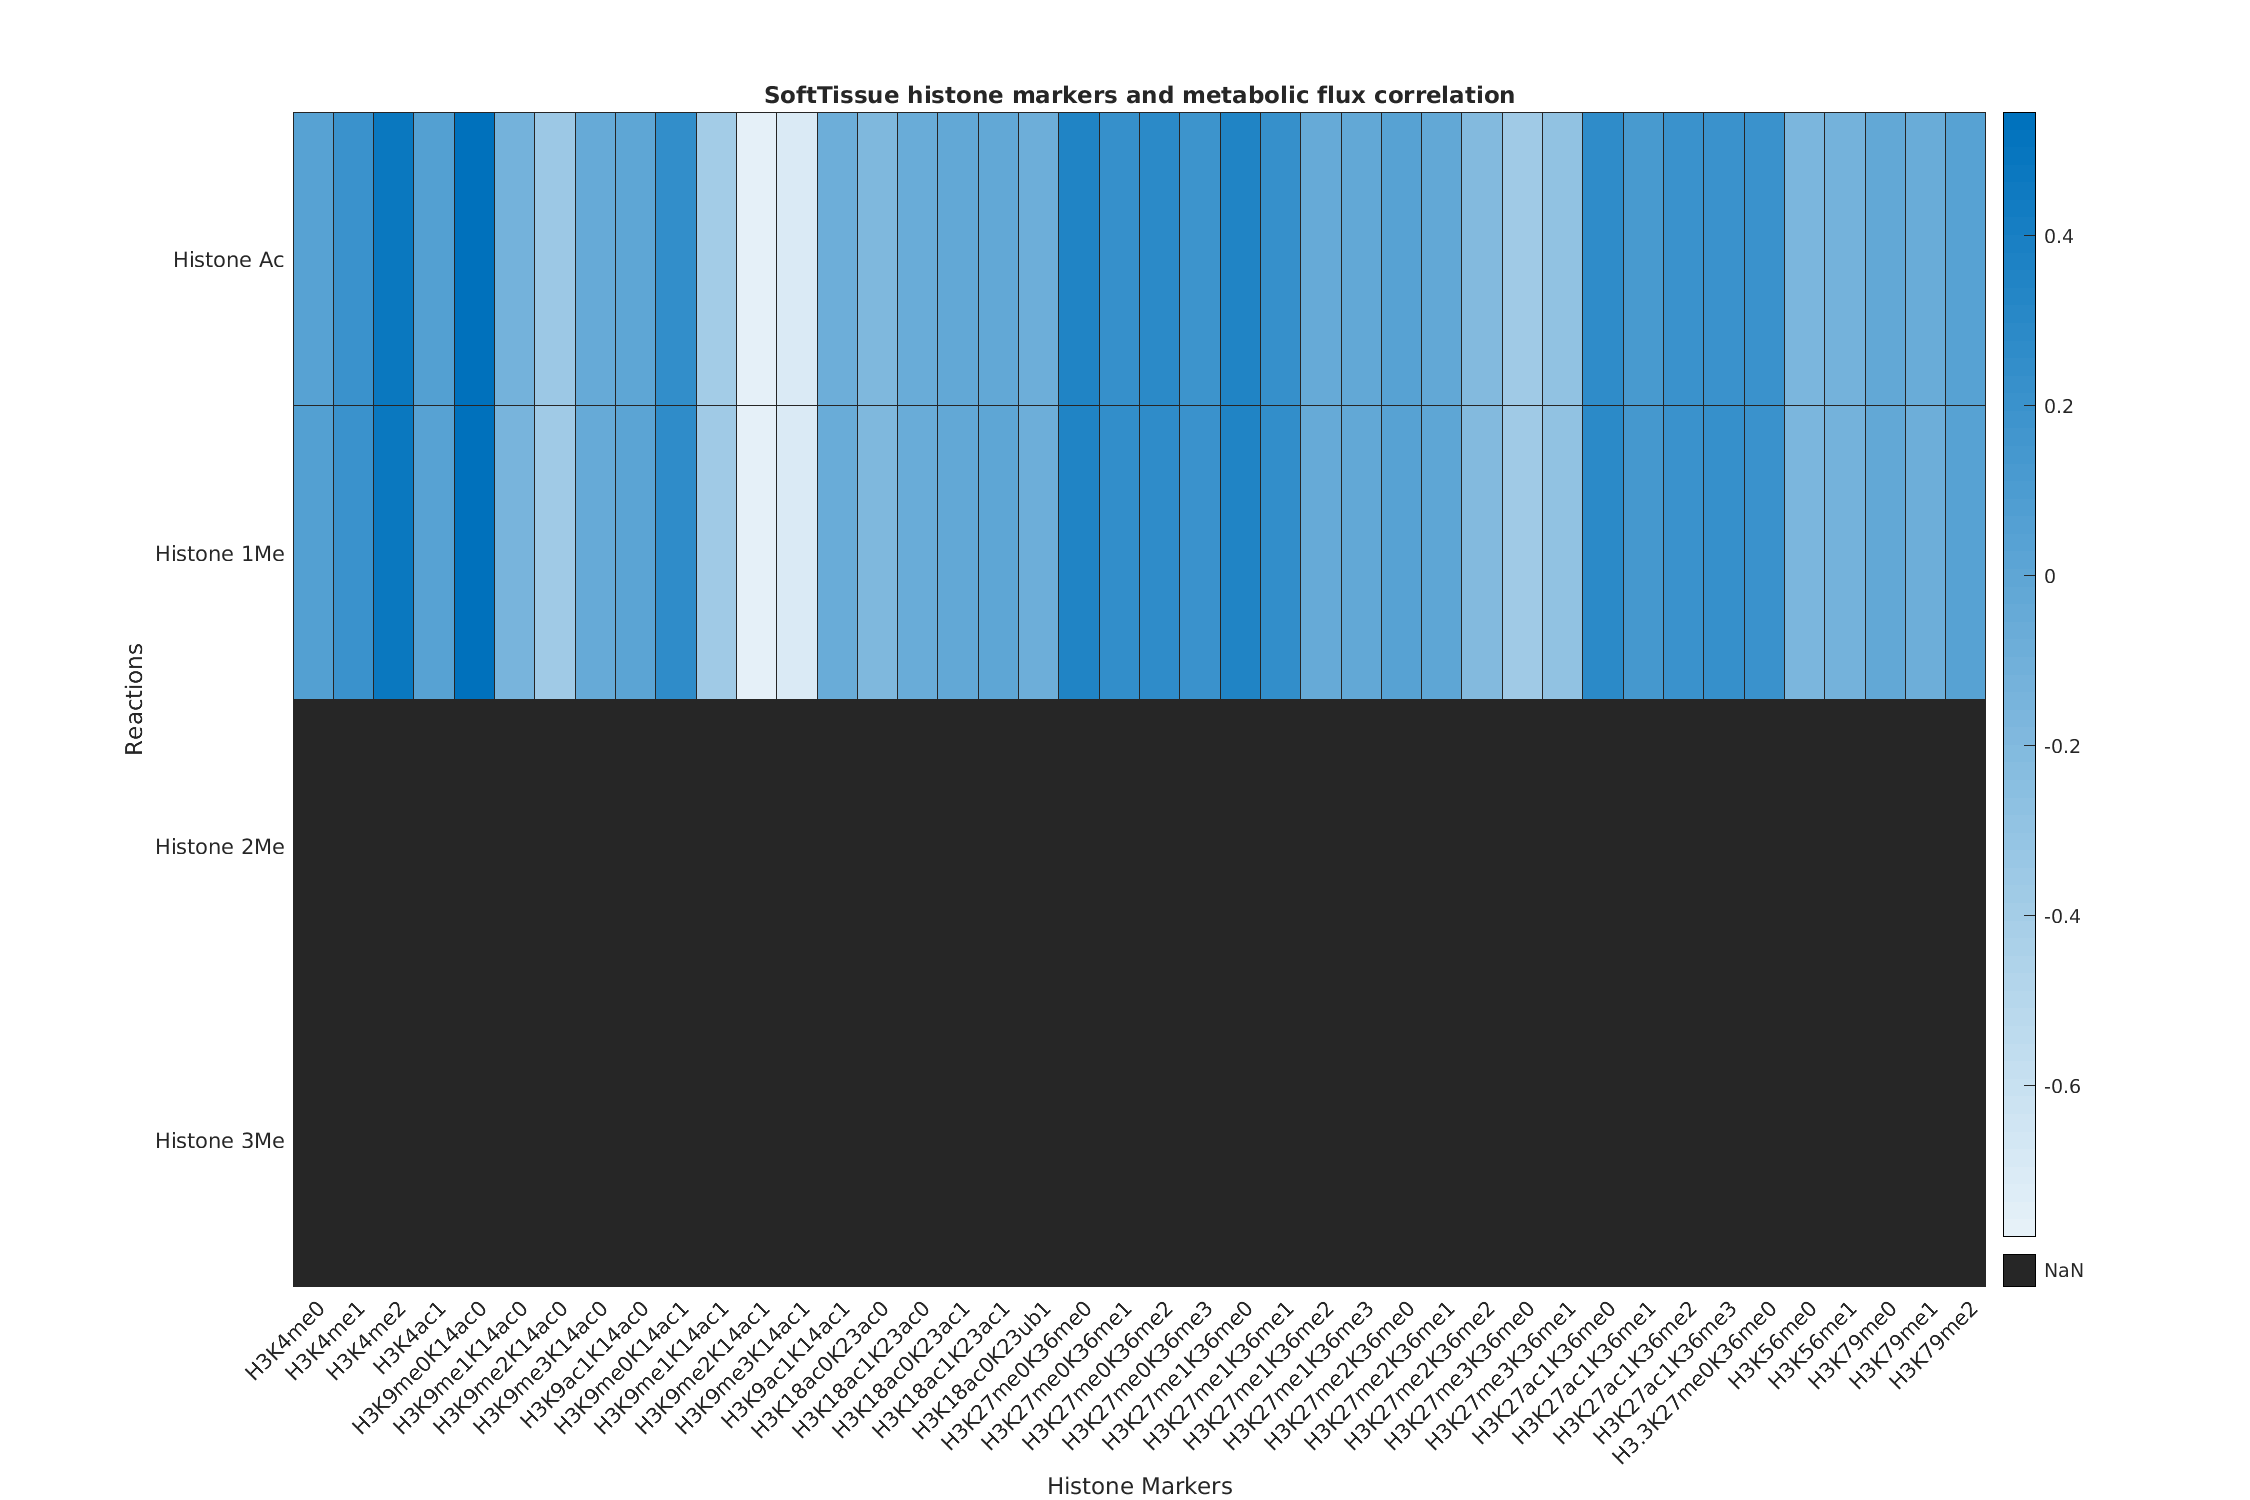 SoftTissue histone markers and metabolic flux correlation
Reactions
Histone Ac
Histone 1Me
Histone 2Me
Histone 3Me
0.4
0.2
0
-0.2
-0.4
-0.6
NaN
H3K4me0
H3K4me1
H3K4me2
H3K4ac1
H3K9me0K14ac0
H3K9me1K14ac0
H3K9me2K14ac0
H3K9me3K14ac0
H3K9ac1K14ac0
H3K9me0K14ac1
H3K9me1K14ac1
H3K9me2K14ac1
H3K9me3K14ac1
H3K9ac1K14ac1
H3K18ac0K23ac0
H3K18ac1K23ac0
H3K18ac0K23ac1
H3K18ac1K23ac1
H3K18ac0K23ub1
H3K27me0K36me0
H3K27me0K36me1
H3K27me0K36me2
H3K27me0K36me3
H3K27me1K36me0
H3K27me1K36me1
H3K27me1K36me2
H3K27me1K36me3
H3K27me2K36me0
H3K27me2K36me1
H3K27me2K36me2
H3K27me3K36me0
H3K27me3K36me1
H3K27ac1K36me0
H3K27ac1K36me1
H3K27ac1K36me2
H3K27ac1K36me3
H3.3K27me0K36me0
H3K56me0
H3K56me1
H3K79me0
H3K79me1
H3K79me2
Histone Markers